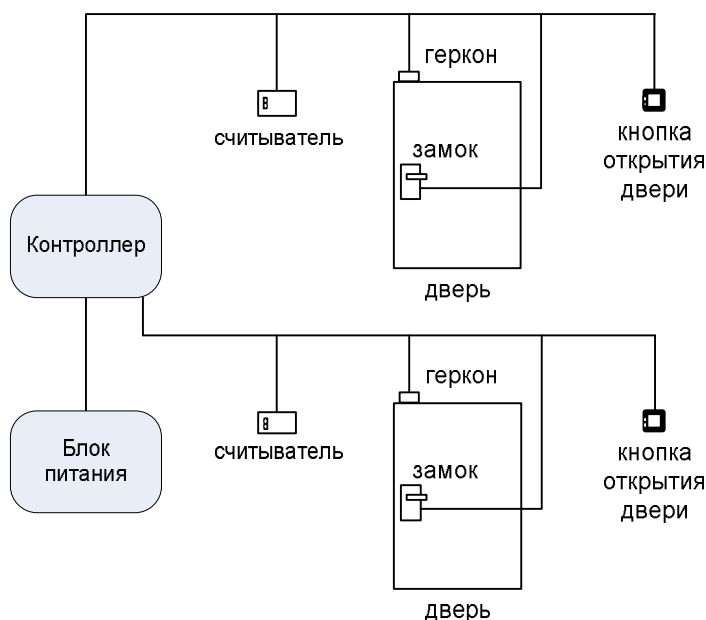 геркон
считыватель
замок
кнопка
открытия
двери
Контроллер
дверь
геркон
Блок
питания
считыватель
замок
кнопка
открытия
двери
дверь